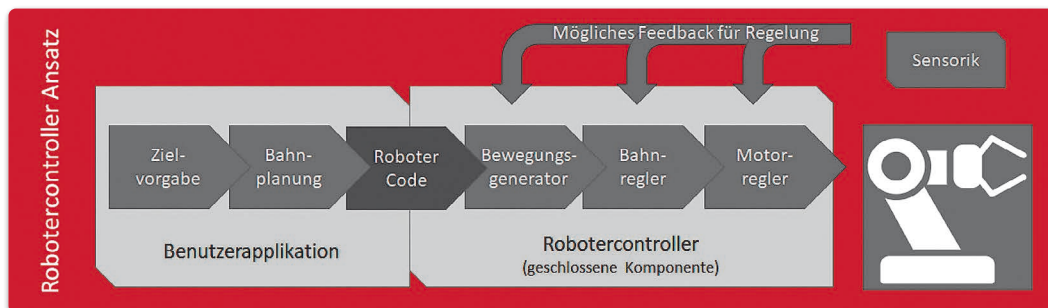 Robotercontroller Ansatz
Mögliches Feedback für Regelung
Sensorik
Ziel-
vorgabe
Bahn-
planung
Roboter
Code
Bewegungs-
generator
Bahn-
regler
Motor-
regler
Benutzerapplikation
Robotercontroller
(geschlossene Komponente)